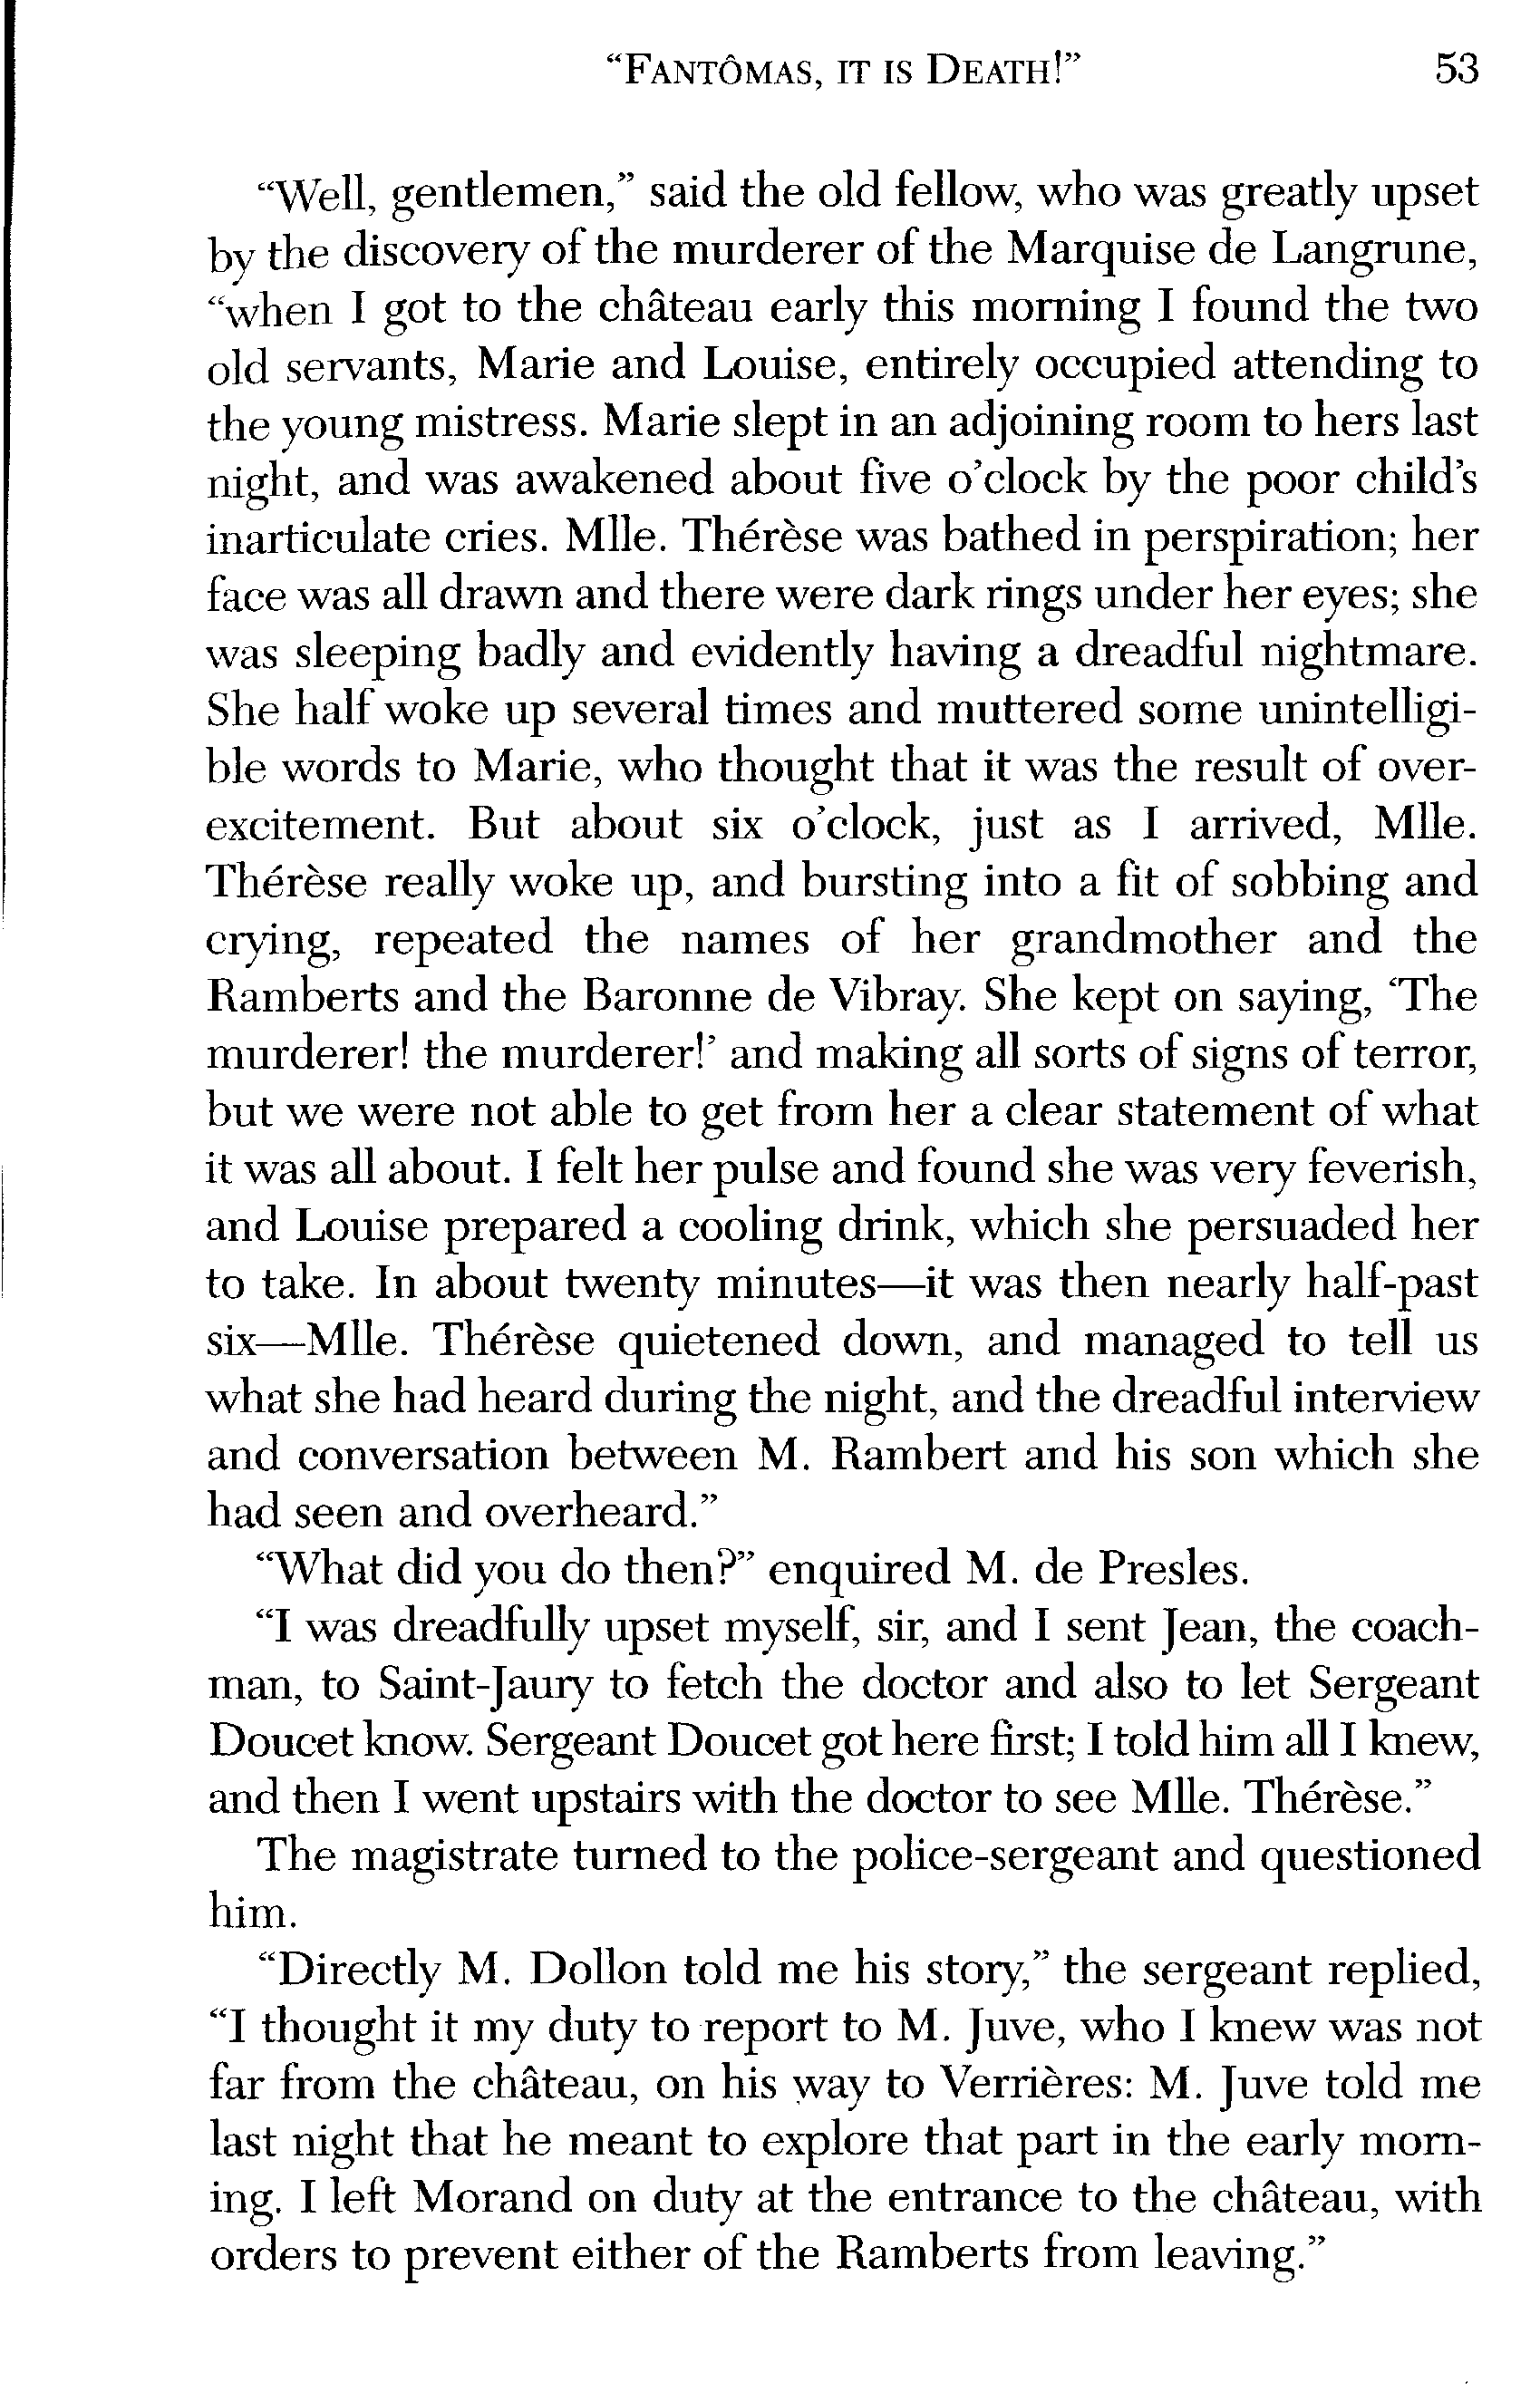 “FANTÔMAS, IT IS DEATH!” 53
“Well, gentlemen,” said the old fellow, who was greatly upset
by the discovery of the murderer of the Marquise de Langrune,
“when I got to the château early this morning I found the two
old servants, Marie and Louise, entirely occupied attending to
the young mistress. Marie slept in an adjoining room to hers last
night, and was awakened about five o’clock by the poor child’s
inarticulate cries. Mlle. Thérèse was bathed in perspiration; her
face was all drawn and there were dark rings under her eyes; she
was sleeping badly and evidently having a dreadful nightmare.
She half woke up several times and muttered some unintelligi-
ble words to Marie, who thought that it was the result of over-
excitement. But about six o’clock, just as I arrived, Mlle.
Thérèse really woke up, and bursting into a fit of sobbing and
crying, repeated the names of her grandmother and the
Ramberts and the Baronne de Vibray. She kept on saying, ‘The
murderer! the murderer!’ and making all sorts of signs of terror,
but we were not able to get from her a clear statement of what
it was all about. I felt her pulse and found she was very feverish,
and Louise prepared a cooling drink, which she persuaded her
to take. In about twenty minutes—it was then nearly half-past
six—Mlle. Thérèse quietened down, and managed to tell us
what she had heard during the night, and the dreadful interview
and conversation between M. Rambert and his son which she
had seen and overheard.”
“What did you do then?” enquired M. de Presles.
“I was dreadfully upset myself, sir, and I sent Jean, the coach-
man, to Saint-Jaury to fetch the doctor and also to let Sergeant
Doucet know. Sergeant Doucet got here first; I told him all I knew,
and then I went upstairs with the doctor to see Mlle. Thérèse.”
The magistrate turned to the police-sergeant and questioned
him.
“Directly M. Dollon told me his story,” the sergeant replied,
“I thought it my duty to report to M. Juve, who I knew was not
far from the château, on his way to Verrières: M. Juve told me
last night that he meant to explore that part in the early morn-
ing. I left Morand on duty at the entrance to the château, with
orders to prevent either of the Ramberts from leaving.”